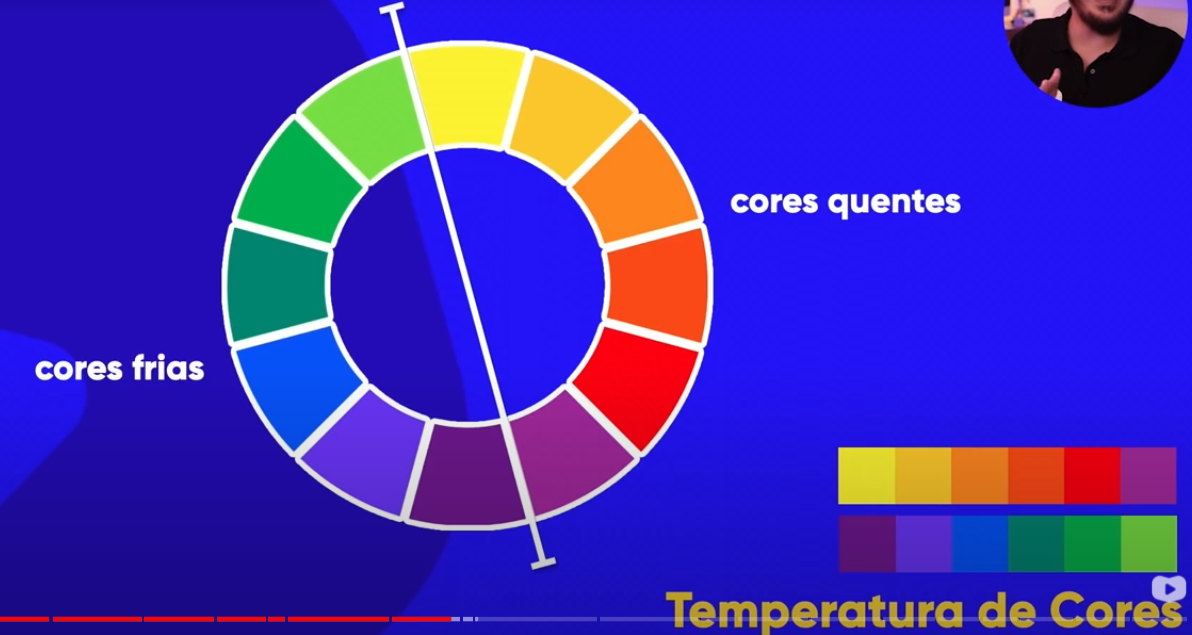 cores quentes
cores frias
Temperatura de Cores